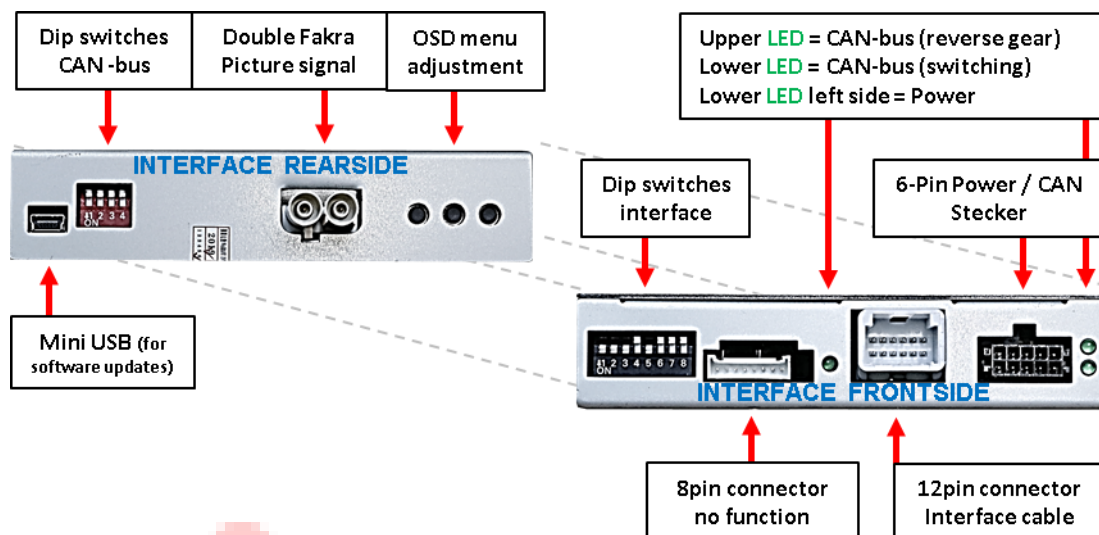 Dip switches
CAN -bus
Double Fakra
Picture signal
OSD menu
adjustment
Upper LED = CAN-bus (reverse gear)
Lower LED = CAN-bus (switching)
Lower LED left side = Power
INTERFACE REARSIDE
1 2 3 4
ON
Dip switches
interface
6-Pin Power / CAN
Stecker
Mini USB (for
software updates)
1 2 3 4 5 6 7 8
ON
INTERFACE FRONTSIDE
8pin connector
no function
12pin connector
Interface cable